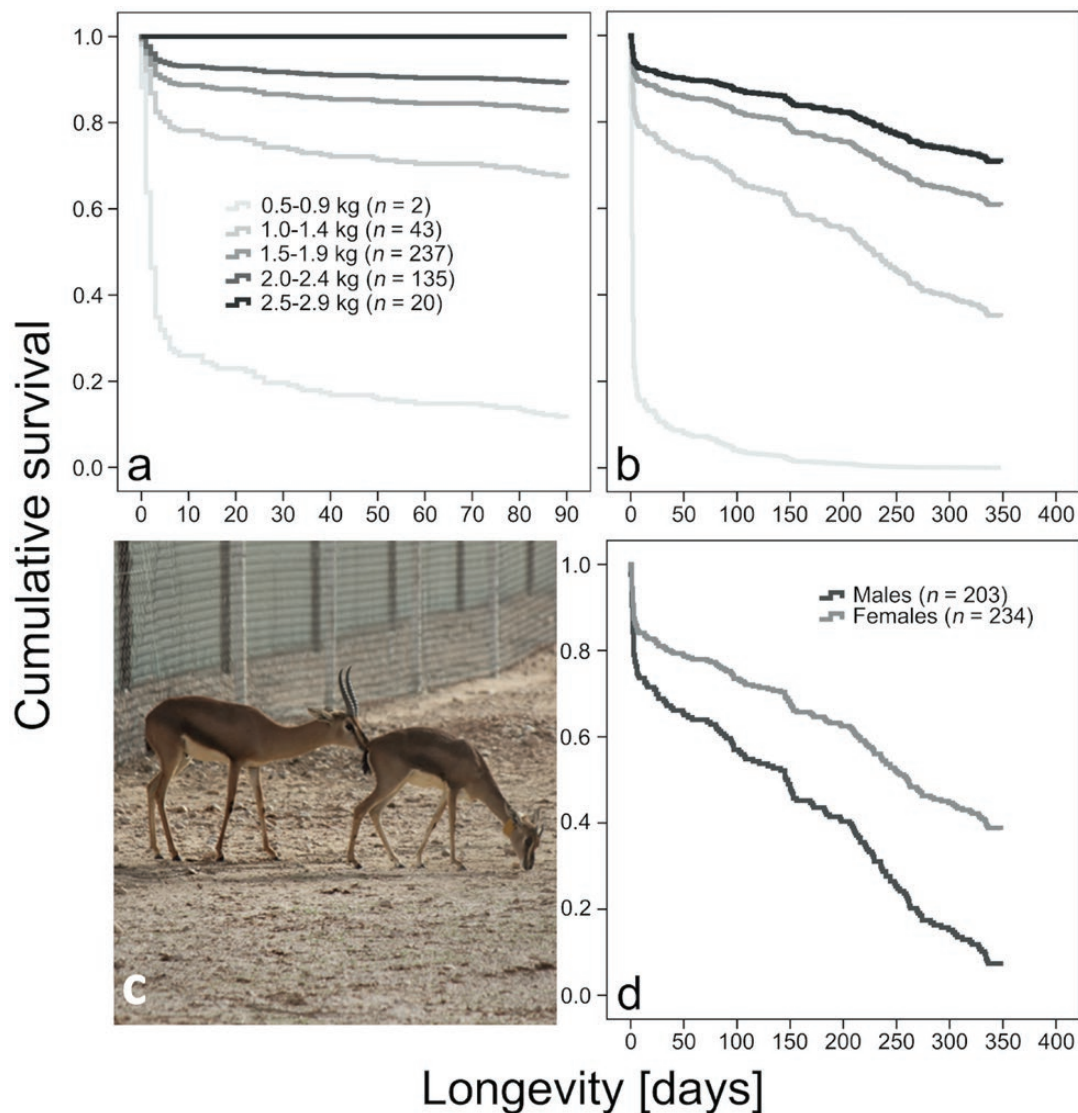 Cumulative survival
1.0
0.8
0.6
0.4
0.2
0.0
0.5-0.9 kg (n = 2)
1.0-1.4 kg (n = 43)
1.5-1.9 kg (n = 237)
2.0-2.4 kg (n = 135)
2.5-2.9 kg (n = 20)
a
0 10 20 30 40 50 60 70 80 90
b
0 50 100 150 200 250 300 350 400
c
1.0
0.8
0.6
0.4
0.2
0.0
Males (n = 203)
Females (n = 234)
d
0 50 100 150 200 250 300 350 400
Longevity [days]